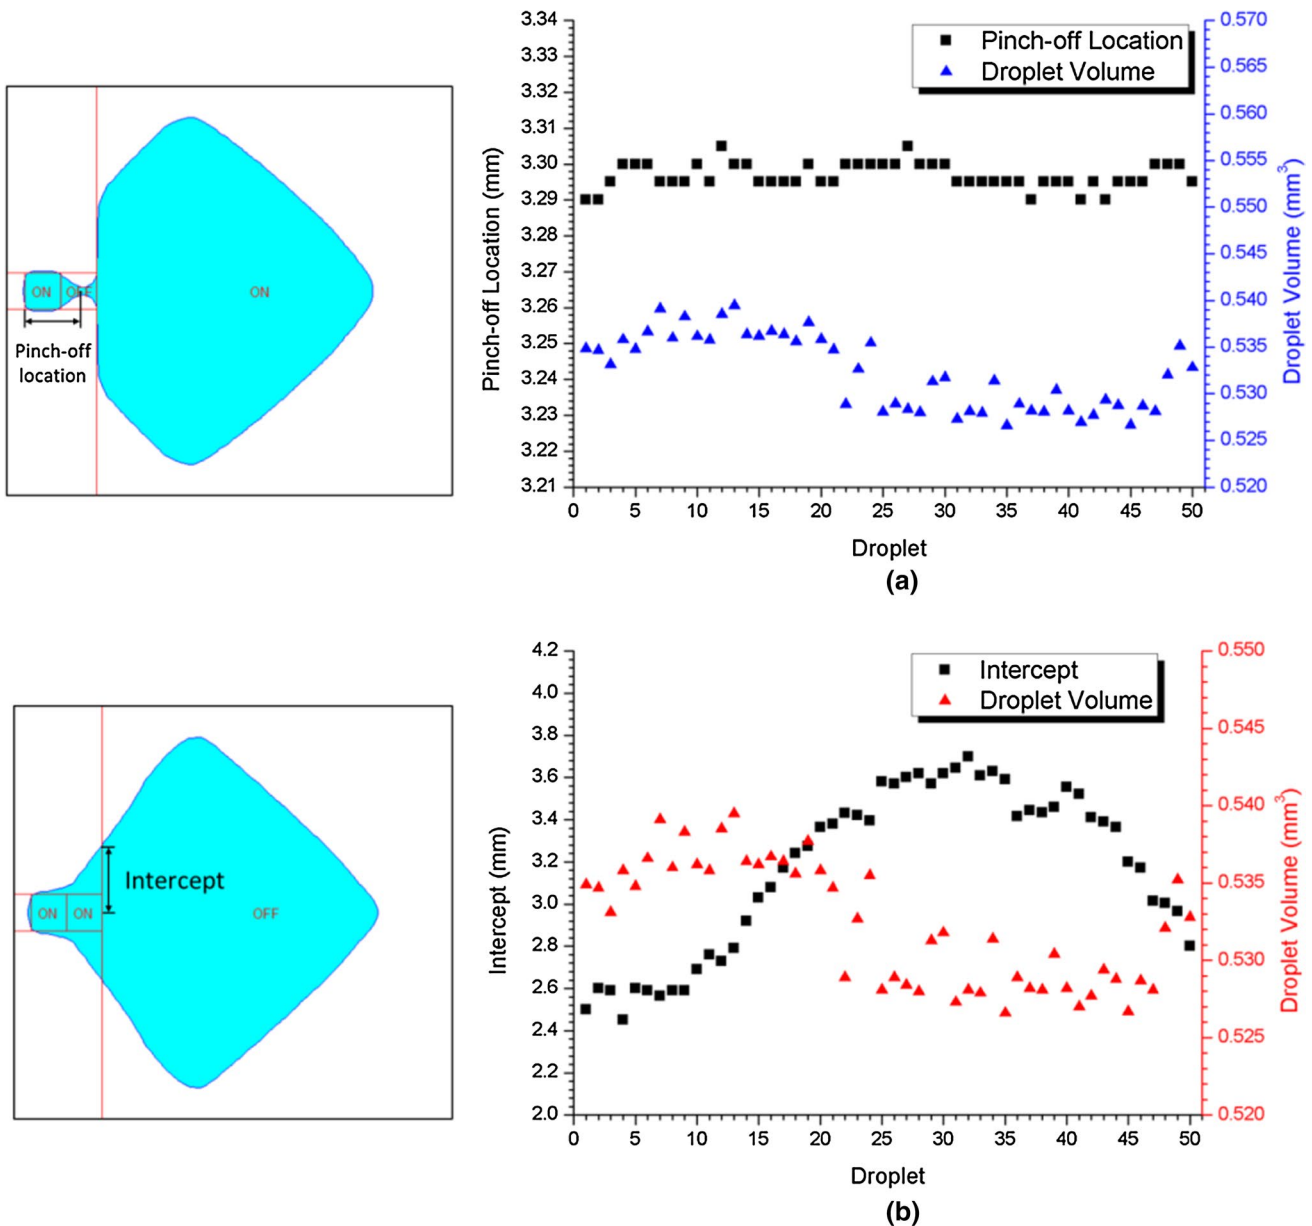 ON
OFF
ON
Pinch-off
location
Pinch-off Location
Droplet Volume
Pinch-off Location (mm)
3.34
3.33
3.32
3.31
3.30
3.29
3.28
3.27
3.26
3.25
3.24
3.23
3.22
3.21
0.570
0.565
0.560
0.555
0.550
0.545
0.540
0.535
0.530
0.525
0.520
Droplet Volume (mm³)
0 5 10 15 20 25 30 35 40 45 50
Droplet
(a)
Intercept
ON
ON
OFF
Intercept
Droplet Volume
Intercept (mm)
4.2
4.0
3.8
3.6
3.4
3.2
3.0
2.8
2.6
2.4
2.2
2.0
0.550
0.545
0.540
0.535
0.530
0.525
0.520
Droplet Volume (mm³)
0 5 10 15 20 25 30 35 40 45 50
Droplet
(b)